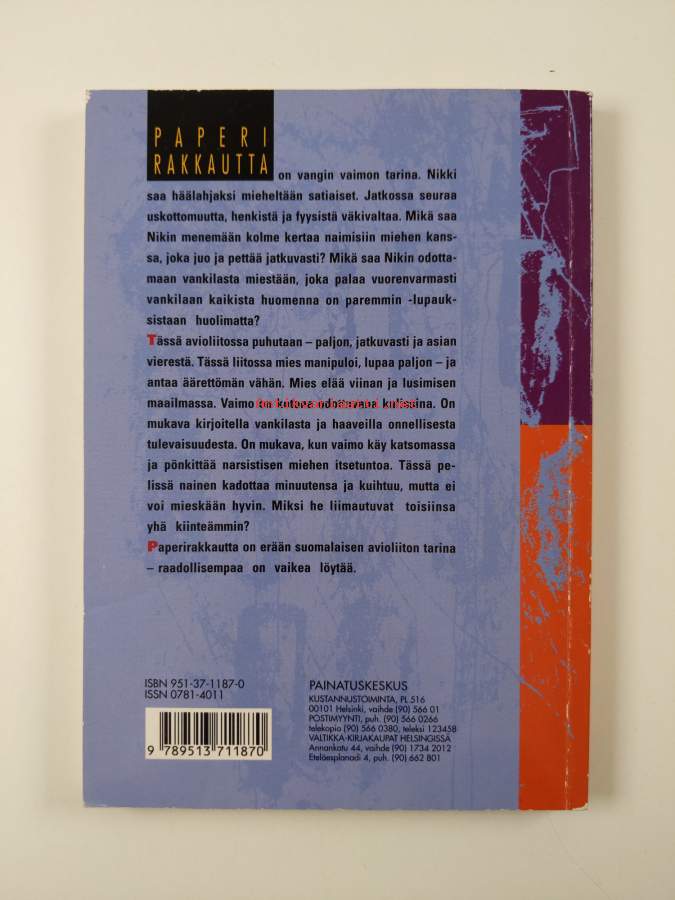 PAPERI
RAKKAUTTA on vangin vaimon tarina. Nikki
saa häälahjaksi mieheltään satiaiset. Jatkossa seuraa
uskottomuutta, henkistä ja fyysistä väkivaltaa. Mikä saa
Nikin menemään kolme kertaa naimisiin miehen kans-
sa, joka juo ja pettää jatkuvasti? Mikä saa Nikin odotta-
maan vankilasta miestään, joka palaa vuorenvarmasti
vankilaan kaikista huomenna on paremmin -lupauk-
sistaan huolimatta?
Tässä avioliitossa puhutaan – paljon, jatkuvasti ja asian
vierestä. Tässä liitossa mies manipuloi, lupaa paljon – ja
antaa äärettömän vähän. Mies elää viinan ja lusimisen
maailmassa. Vaimo ja koti ovat olemassa kulissina. On
mukava kirjoitella vankilasta ja haaveilla onnellisesta
tulevaisuudesta. On mukava, kun vaimo käy katsomassa
ja pönkittää narsistisen miehen itsetuntoa. Tässä pe-
lissä nainen kadottaa minuutensa ja kuihtuu, mutta ei
voi mieskään hyvin. Miksi he liimautuvat toisiinsa
yhä kiinteämmin?
Paperirakkautta on erään suomalaisen avioliiton tarina
– raadollisempaa on vaikea löytää.
ISBN 951-37-1187-0
ISSN 0781-4011
9 789513 711870
PAINATUSKESKUS
KUSTANNUSTOIMINTA, PL 516
00101 Helsinki, vaihde (90) 566 01
POSTIMYYNTI, puh. (90) 566 0266
telekopio (90) 566 0380, teleksi 123458
VALTIKKA-KIRJAKAUPAT HELSINGISSÄ
Annankatu 44, vaihde (90) 1734 2012
Eteläesplanadi 4, puh. (90) 662 801